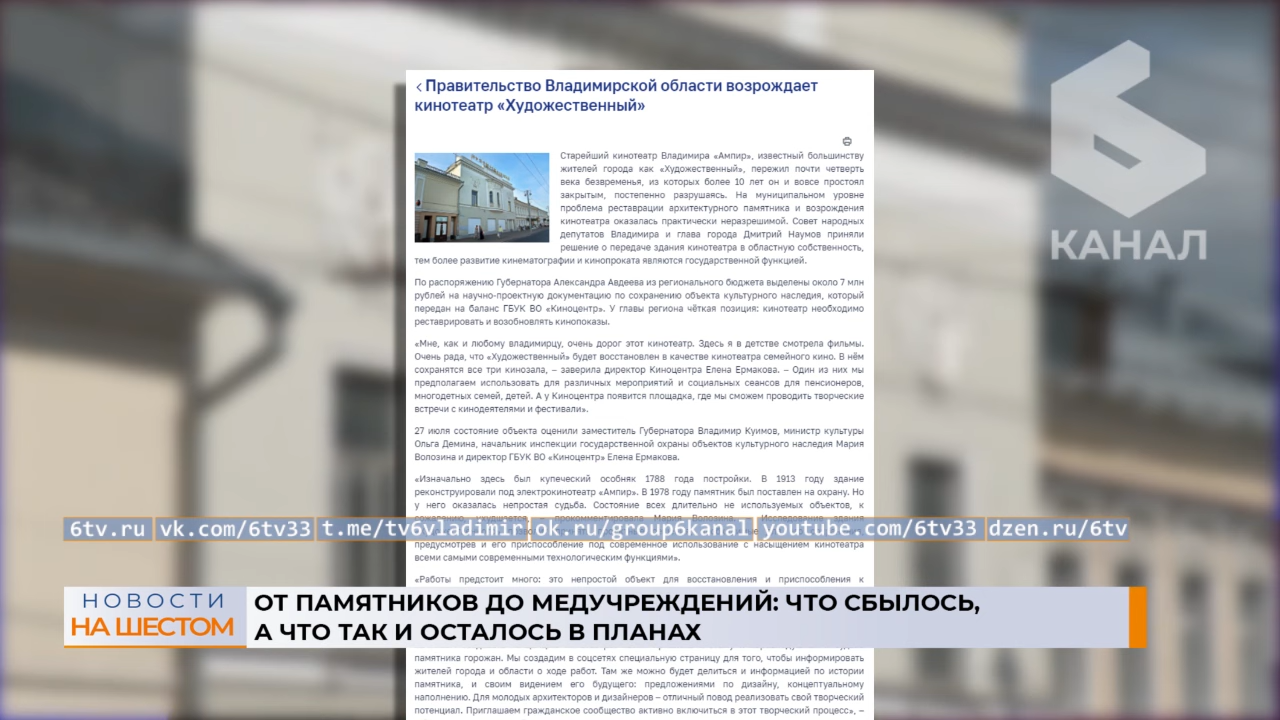 ‹ Правительство Владимирской области возрождает
кинотеатр «Художественный»
Старейший кинотеатр Владимира «Ампир», известный большинству
жителей города как «Художественный», пережил почти четверть
века безвременья, из которых более 10 лет он и вовсе простоял
закрытым, постепенно разрушаясь. На муниципальном уровне
проблема реставрации архитектурного памятника и возрождения
кинотеатра оказалась практически неразрешимой. Совет народных
депутатов Владимира и глава города Дмитрий Наумов приняли
решение о передаче здания кинотеатра в областную собственность,
тем более развитие кинематографии и кинопроката являются государственной функцией.
По распоряжению Губернатора Александра Авдеева из регионального бюджета выделены около 7 млн
рублей на научно-проектную документацию по сохранению объекта культурного наследия, который
передан на баланс ГБУК ВО «Киноцентр». У главы региона чёткая позиция: кинотеатр необходимо
реставрировать и возобновлять кинопоказы.
«Мне, как и любому владимирцу, очень дорог этот кинотеатр. Здесь я в детстве смотрела фильмы.
Очень рада, что «Художественный» будет восстановлен в качестве кинотеатра семейного кино. В нём
сохранятся все три кинозала, – заверила директор Киноцентра Елена Ермакова. – Один из них мы
предполагаем использовать для различных мероприятий и социальных сеансов для пенсионеров,
многодетных семей, детей. А у Киноцентра появится площадка, где мы сможем проводить творческие
встречи с кинодеятелями и фестивали».
27 июля состояние объекта оценили заместитель Губернатора Владимир Куимов, министр культуры
Ольга Демина, начальник инспекции государственной охраны объектов культурного наследия Мария
Волозина и директор ГБУК ВО «Киноцентр» Елена Ермакова.
«Изначально здесь был купеческий особняк 1788 года постройки. В 1913 году здание
реконструировали под электрокинотеатр «Ампир». В 1978 году памятник был поставлен на охрану. Но
у него оказалась непростая судьба. Состояние всех длительно не используемых объектов, к
6tv.ru vk.com/6tv33 t.me/tv6vladimir ok.ru/group6kanal youtube.com/6tv33 dzen.ru/6tv
предусмотрев и его приспособление под современное использование с насыщением кинотеатра
всеми самыми современными технологическим функциями».
«Работы предстоит много: это непростой объект для восстановления и приспособления к
НОВОСТИ
НА ШЕСТОМ
ОТ ПАМЯТНИКОВ ДО МЕДУЧРЕЖДЕНИЙ: ЧТО СБЫЛОСЬ,
А ЧТО ТАК И ОСТАЛОСЬ В ПЛАНАХ
памятника горожан. Мы создадим в соцсетях специальную страницу для того, чтобы информировать
жителей города и области о ходе работ. Там же можно будет делиться и информацией по истории
памятника, и своим видением его будущего: предложениями по дизайну, концептуальному
наполнению. Для молодых архитекторов и дизайнеров – отличный повод реализовать свой творческий
потенциал. Приглашаем гражданское сообщество активно включиться в этот творческий процесс», –
6
КАНАЛ